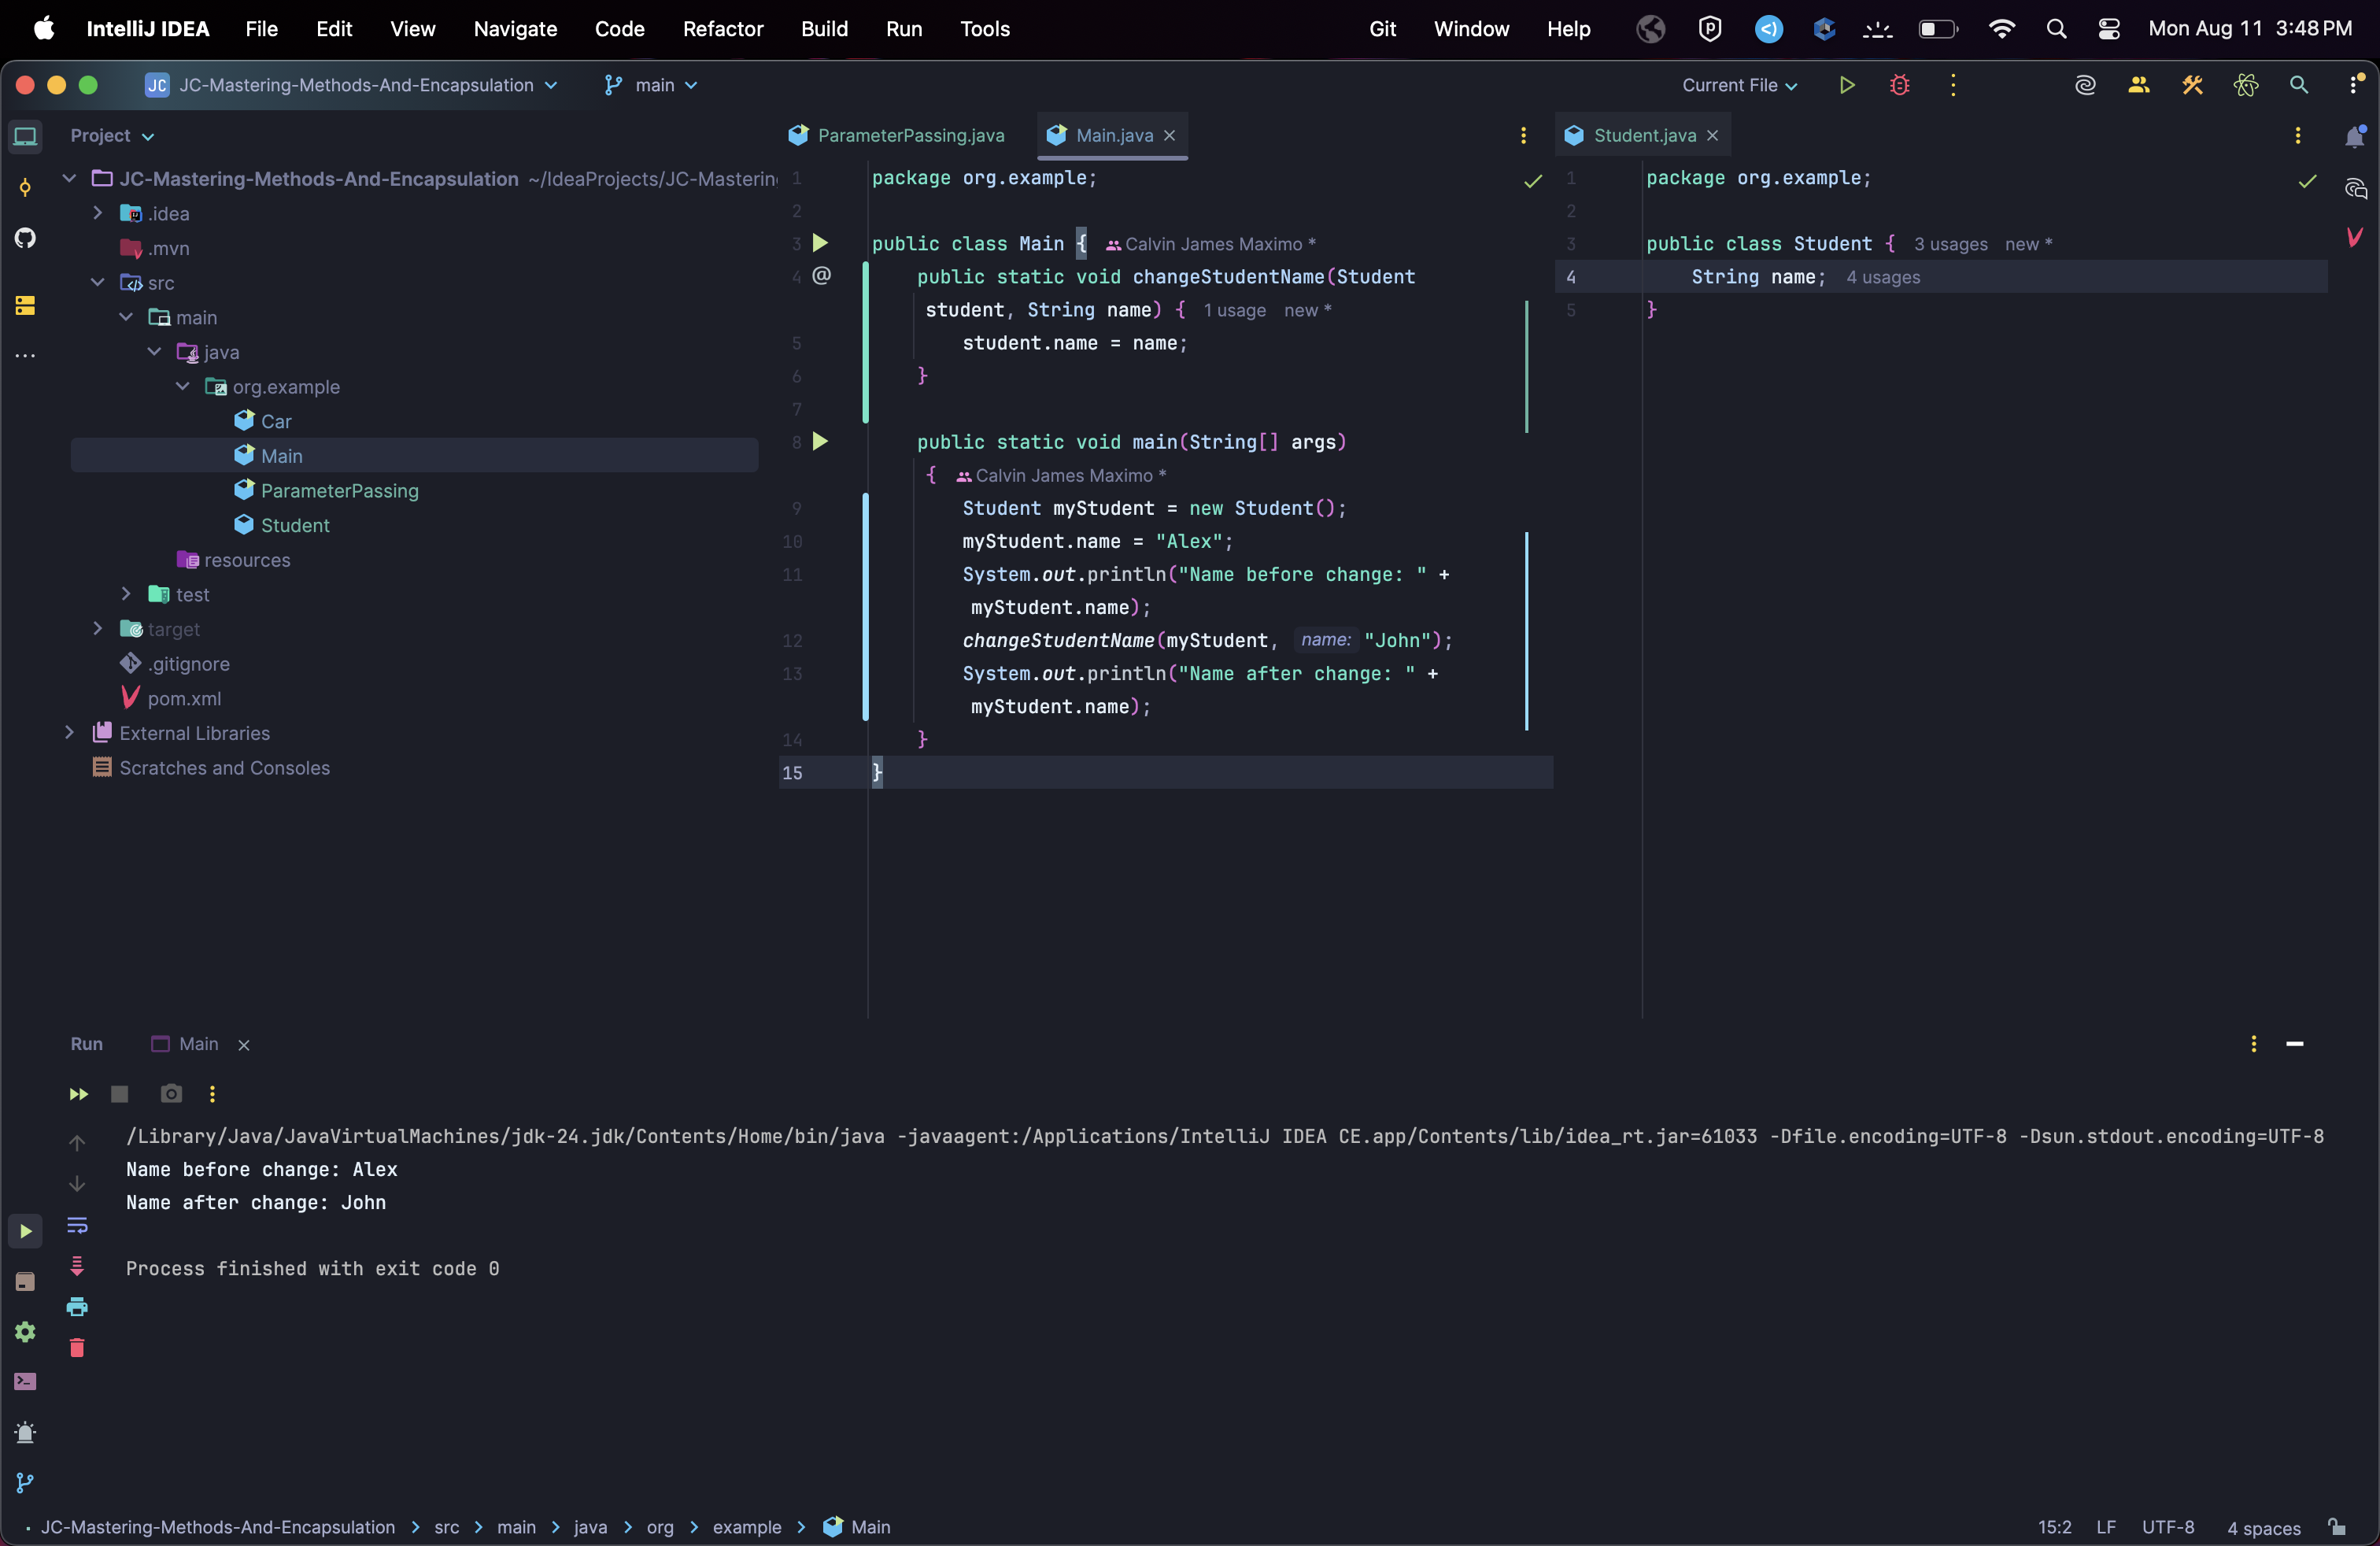 IntelliJ IDEA File Edit View Navigate Code Refactor Build Run Tools Git Window Help Mon Aug 11 3:48 PM
JC JC-Mastering-Methods-And-Encapsulation main Current File
Project
JC-Mastering-Methods-And-Encapsulation ~/IdeaProjects/JC-Mastering
.idea
.mvn
src
main
java
org.example
Car
Main
ParameterPassing
Student
resources
test
target
.gitignore
pom.xml
External Libraries
Scratches and Consoles
ParameterPassing.java Main.java
1 package org.example;
2
3 public class Main { Calvin James Maximo *
4 @ public static void changeStudentName(Student
student, String name) { 1 usage new *
5 student.name = name;
6 }
7
8 public static void main(String[] args)
{ Calvin James Maximo *
9 Student myStudent = new Student();
10 myStudent.name = "Alex";
11 System.out.println("Name before change: " +
myStudent.name);
12 changeStudentName(myStudent, name: "John");
13 System.out.println("Name after change: " +
myStudent.name);
14 }
15 }
Student.java
1 package org.example;
2
3 public class Student { 3 usages new *
4 String name; 4 usages
5 }
Run Main
/Library/Java/JavaVirtualMachines/jdk-24.jdk/Contents/Home/bin/java -javaagent:/Applications/IntelliJ IDEA CE.app/Contents/lib/idea_rt.jar=61033 -Dfile.encoding=UTF-8 -Dsun.stdout.encoding=UTF-8
Name before change: Alex
Name after change: John
Process finished with exit code 0
JC-Mastering-Methods-And-Encapsulation > src > main > java > org > example > Main 15:2 LF UTF-8 4 spaces